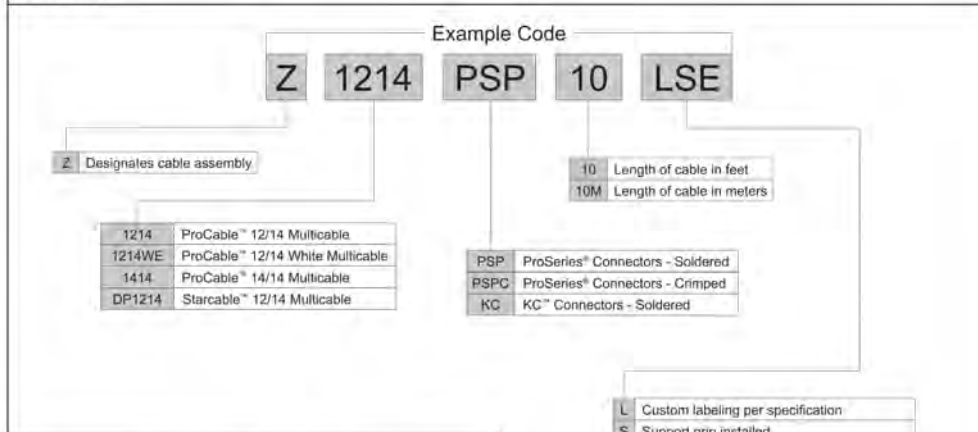 Example Code
Z 1214 PSP 10 LSE
Z Designates cable assembly
10 Length of cable in feet
10M Length of cable in meters
1214 ProCable™ 12/14 Multicable
1214WE ProCable™ 12/14 White Multicable
1414 ProCable™ 14/14 Multicable
DP1214 Starcable™ 12/14 Multicable
PSP ProSeries® Connectors - Soldered
PSPC ProSeries® Connectors - Crimped
KC KC™ Connectors - Soldered
L Custom labeling per specification
S Support grip installed